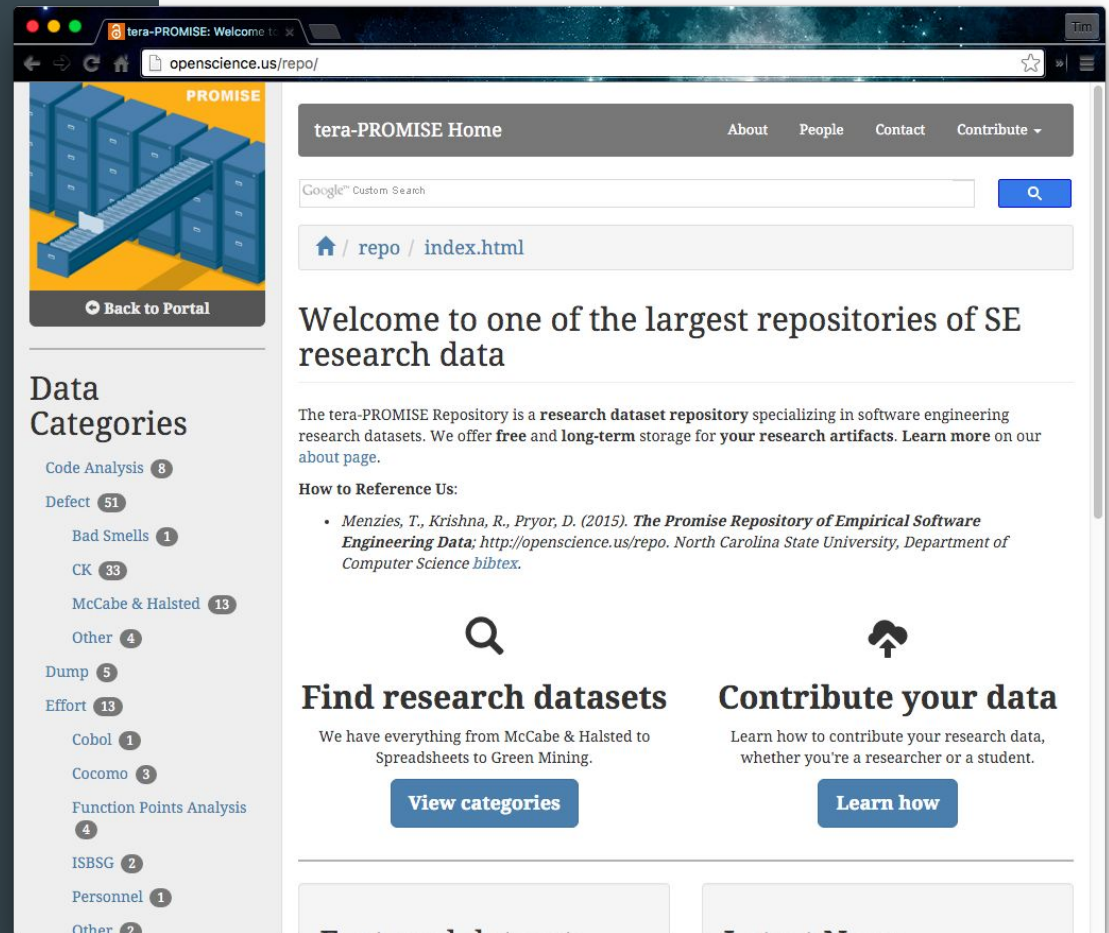 tera-PROMISE: Welcome to
Tim
openscience.us/repo/
PROMISE
Back to Portal
Data
Categories
Code Analysis 8
Defect 51
Bad Smells 1
CK 33
McCabe & Halsted 13
Other 4
Dump 5
Effort 13
Cobol 1
Cocomo 3
Function Points Analysis
4
ISBSG 2
Personnel 1
Other 2
tera-PROMISE Home
About People Contact Contribute
Google™ Custom Search
/ repo / index.html
Welcome to one of the largest repositories of SE
research data
The tera-PROMISE Repository is a research dataset repository specializing in software engineering
research datasets. We offer free and long-term storage for your research artifacts. Learn more on our
about page.
How to Reference Us:
• Menzies, T., Krishna, R., Pryor, D. (2015). The Promise Repository of Empirical Software
Engineering Data; http://openscience.us/repo. North Carolina State University, Department of
Computer Science bibtex.
Find research datasets
We have everything from McCabe & Halsted to
Spreadsheets to Green Mining.
View categories
Contribute your data
Learn how to contribute your research data,
whether you're a researcher or a student.
Learn how